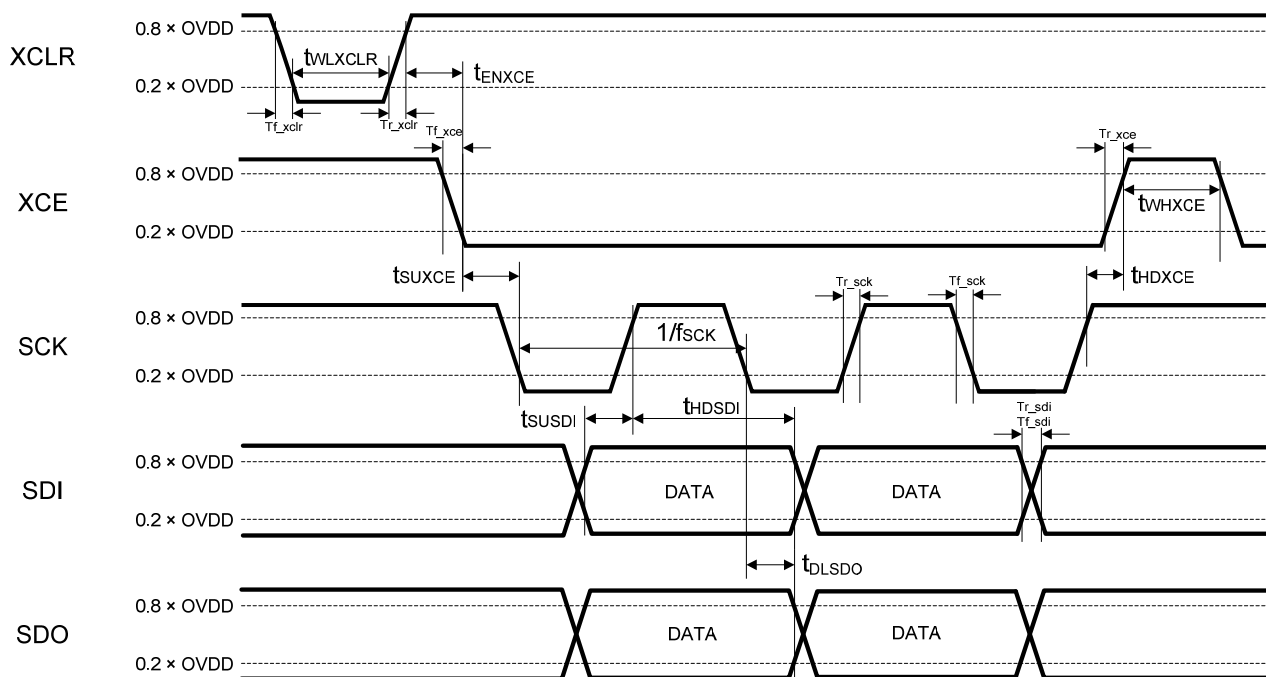 XCLR
0.8 × OVDD
0.2 × OVDD
tWLXCLR
tENXCE
Tf_xclr
Tr_xclr
Tf_xce
Tr_xce
XCE
0.8 × OVDD
0.2 × OVDD
tWHXCE
tSUXCE
Tr_sck
Tf_sck
tHDXCE
SCK
0.8 × OVDD
0.2 × OVDD
1/fSCK
tSUSDI
tHDSDI
Tr_sdi
Tf_sdi
SDI
0.8 × OVDD
0.2 × OVDD
DATA
DATA
tDLSDO
SDO
0.8 × OVDD
0.2 × OVDD
DATA
DATA